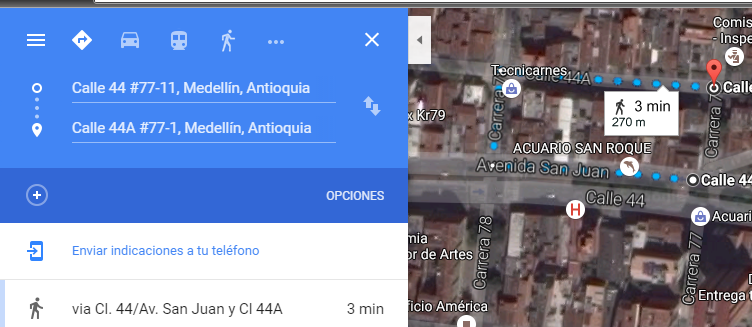 Calle 44 #77-11, Medellín, Antioquia
Calle 44A #77-1, Medellín, Antioquia
OPCIONES
Enviar indicaciones a tu teléfono
via Cl. 44/Av. San Juan y Cl 44A
3 min
Comis
- Inspe
Tecnicarnes
Calle 44A
Calle
Carrera 7
3 min
270 m
x Kr79
Carrera 7
ACUARIO SAN ROQUE
Avenida San Juan
Calle 44
Calle 44
H
Acuari
Carrera 78
Carrera 77
mia
or de Artes
D
Entrega t
ficio América